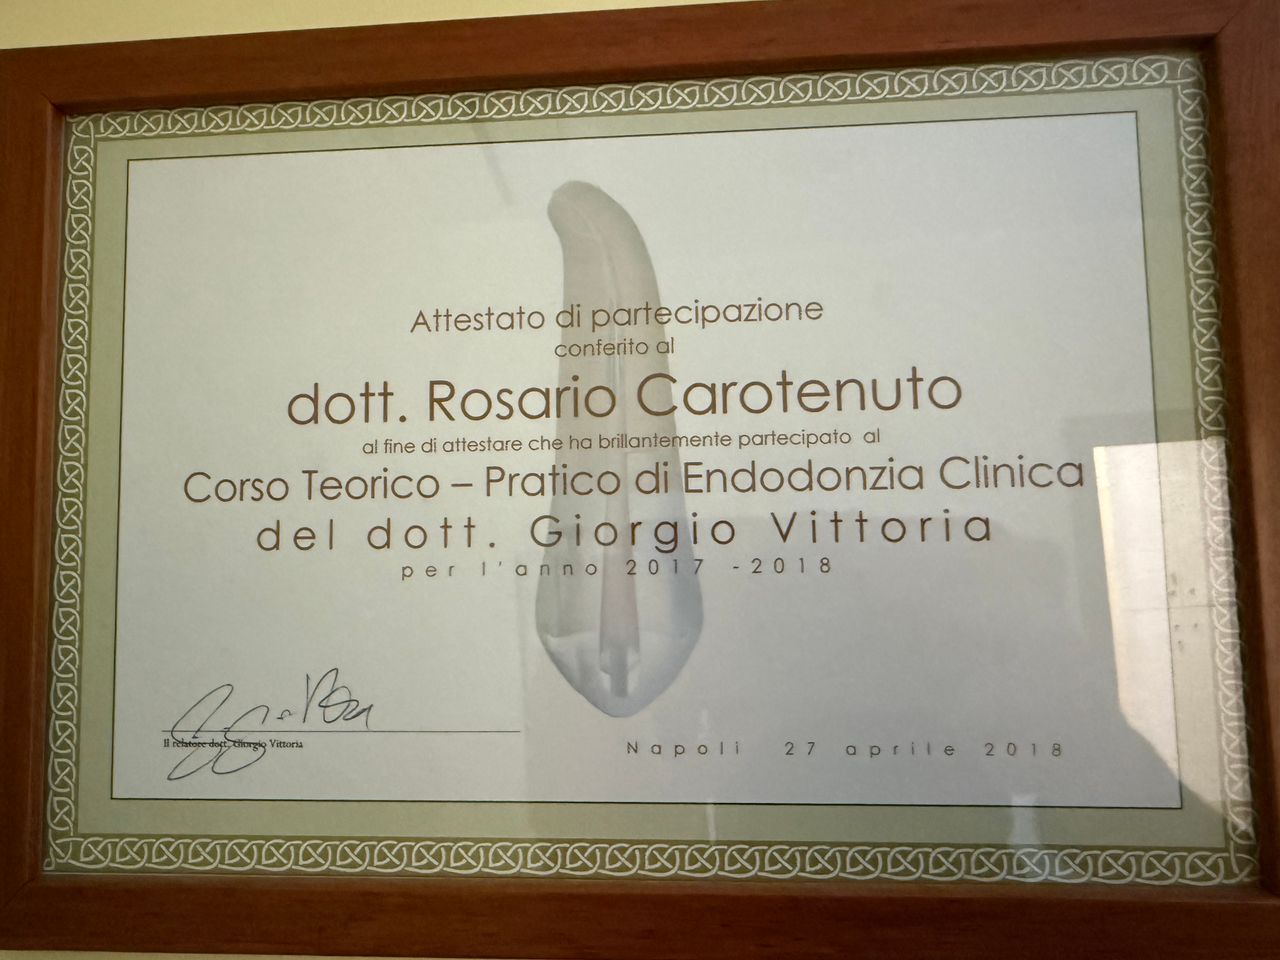 Attestato di partecipazione
conferito al
dott. Rosario Carotenuto
al fine di attestare che ha brillantemente partecipato al
Corso Teorico – Pratico di Endodonzia Clinica
del dott. Giorgio Vittoria
per l'anno 2017 -2018
Il relatore dott. Giorgio Vittoria
Napoli 27 aprile 2018